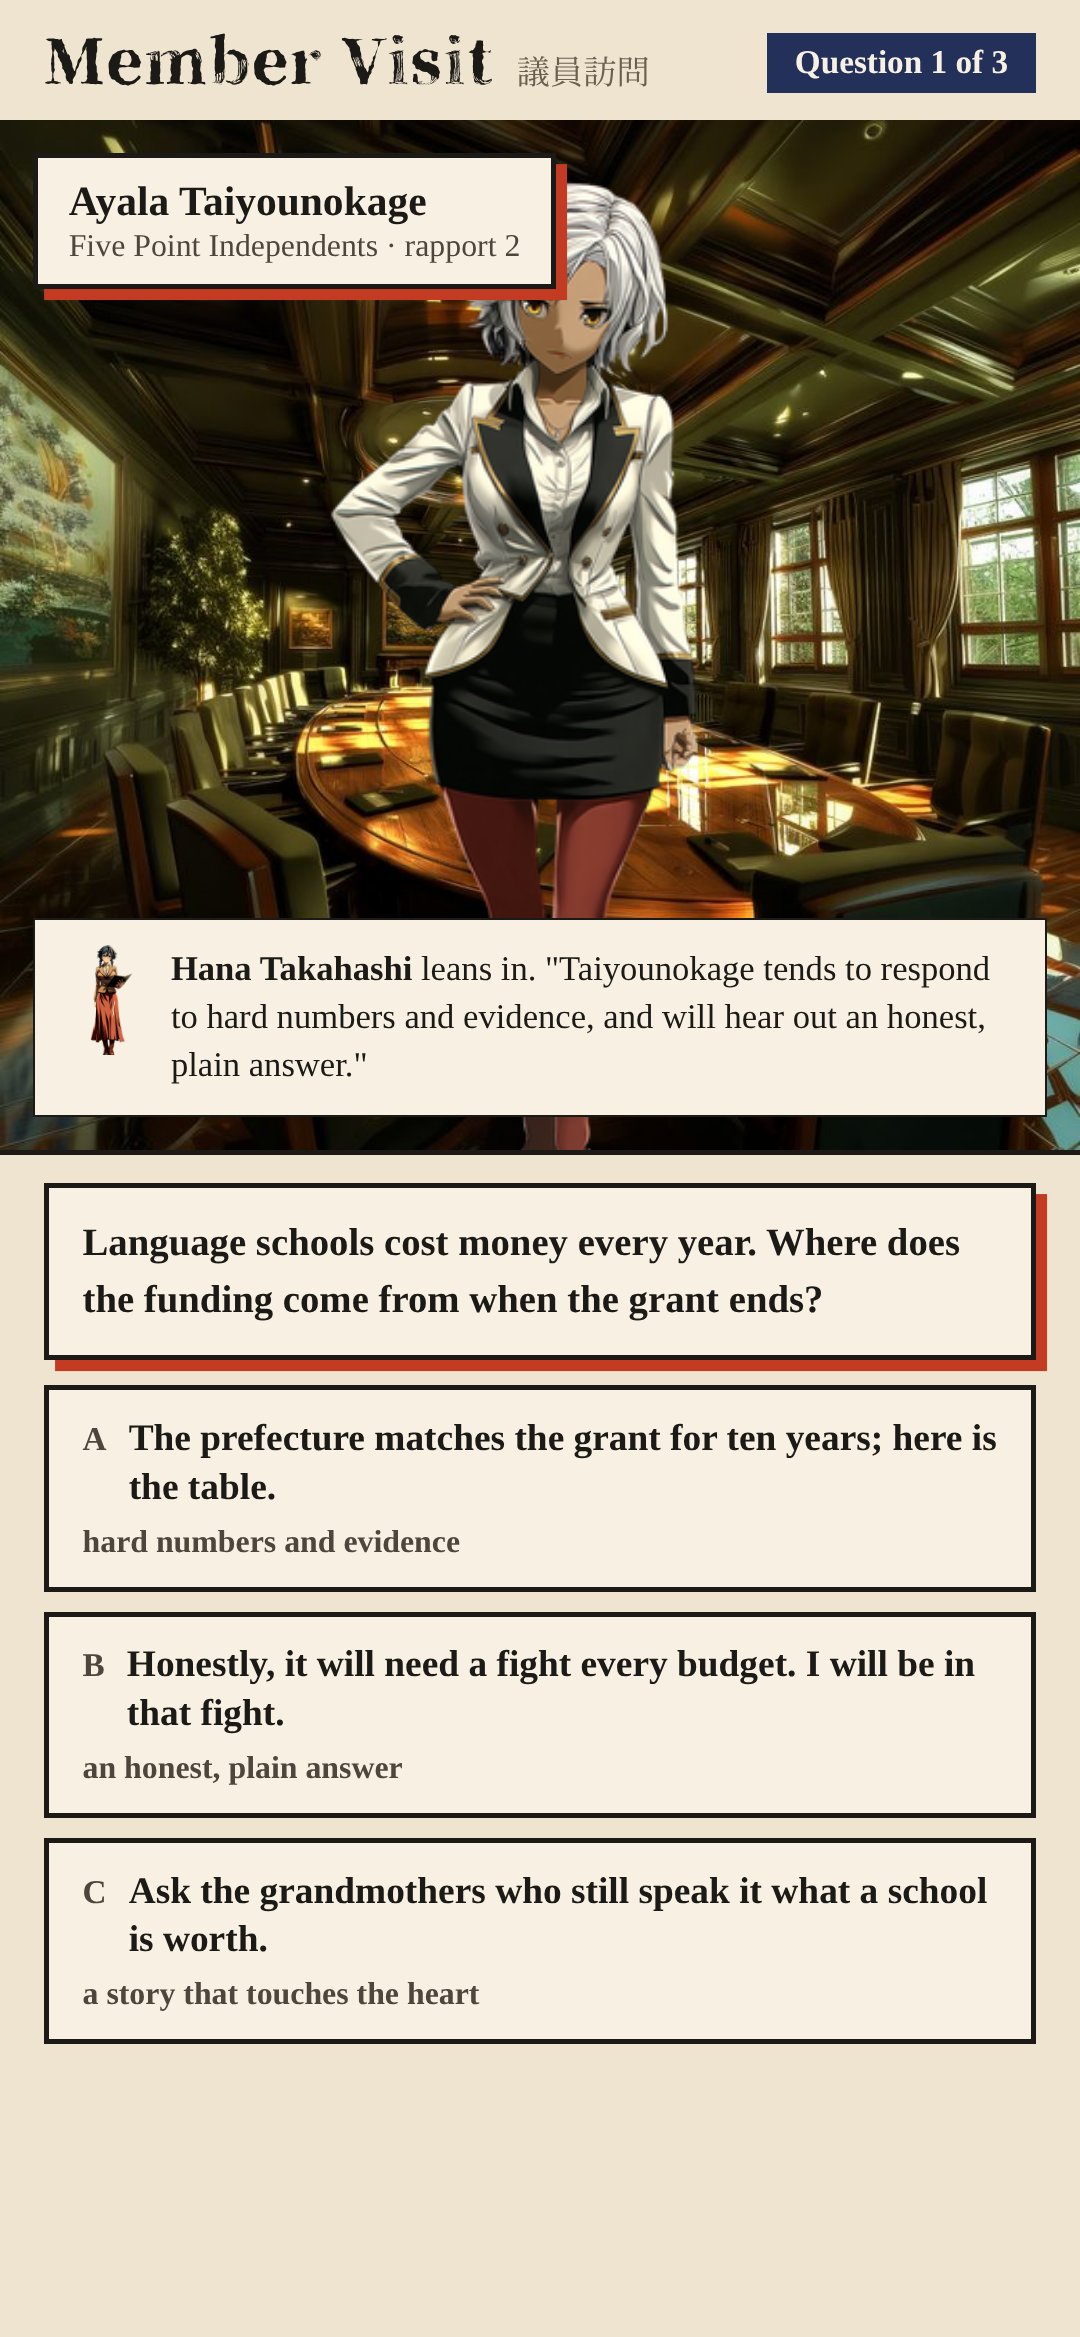 Member Visit 議員訪問
Question 1 of 3
Ayala Taiyounokage
Five Point Independents · rapport 2
Hana Takahashi leans in. "Taiyounokage tends to respond
to hard numbers and evidence, and will hear out an honest,
plain answer."
Language schools cost money every year. Where does
the funding come from when the grant ends?
A The prefecture matches the grant for ten years; here is
the table.
hard numbers and evidence
B Honestly, it will need a fight every budget. I will be in
that fight.
an honest, plain answer
C Ask the grandmothers who still speak it what a school
is worth.
a story that touches the heart